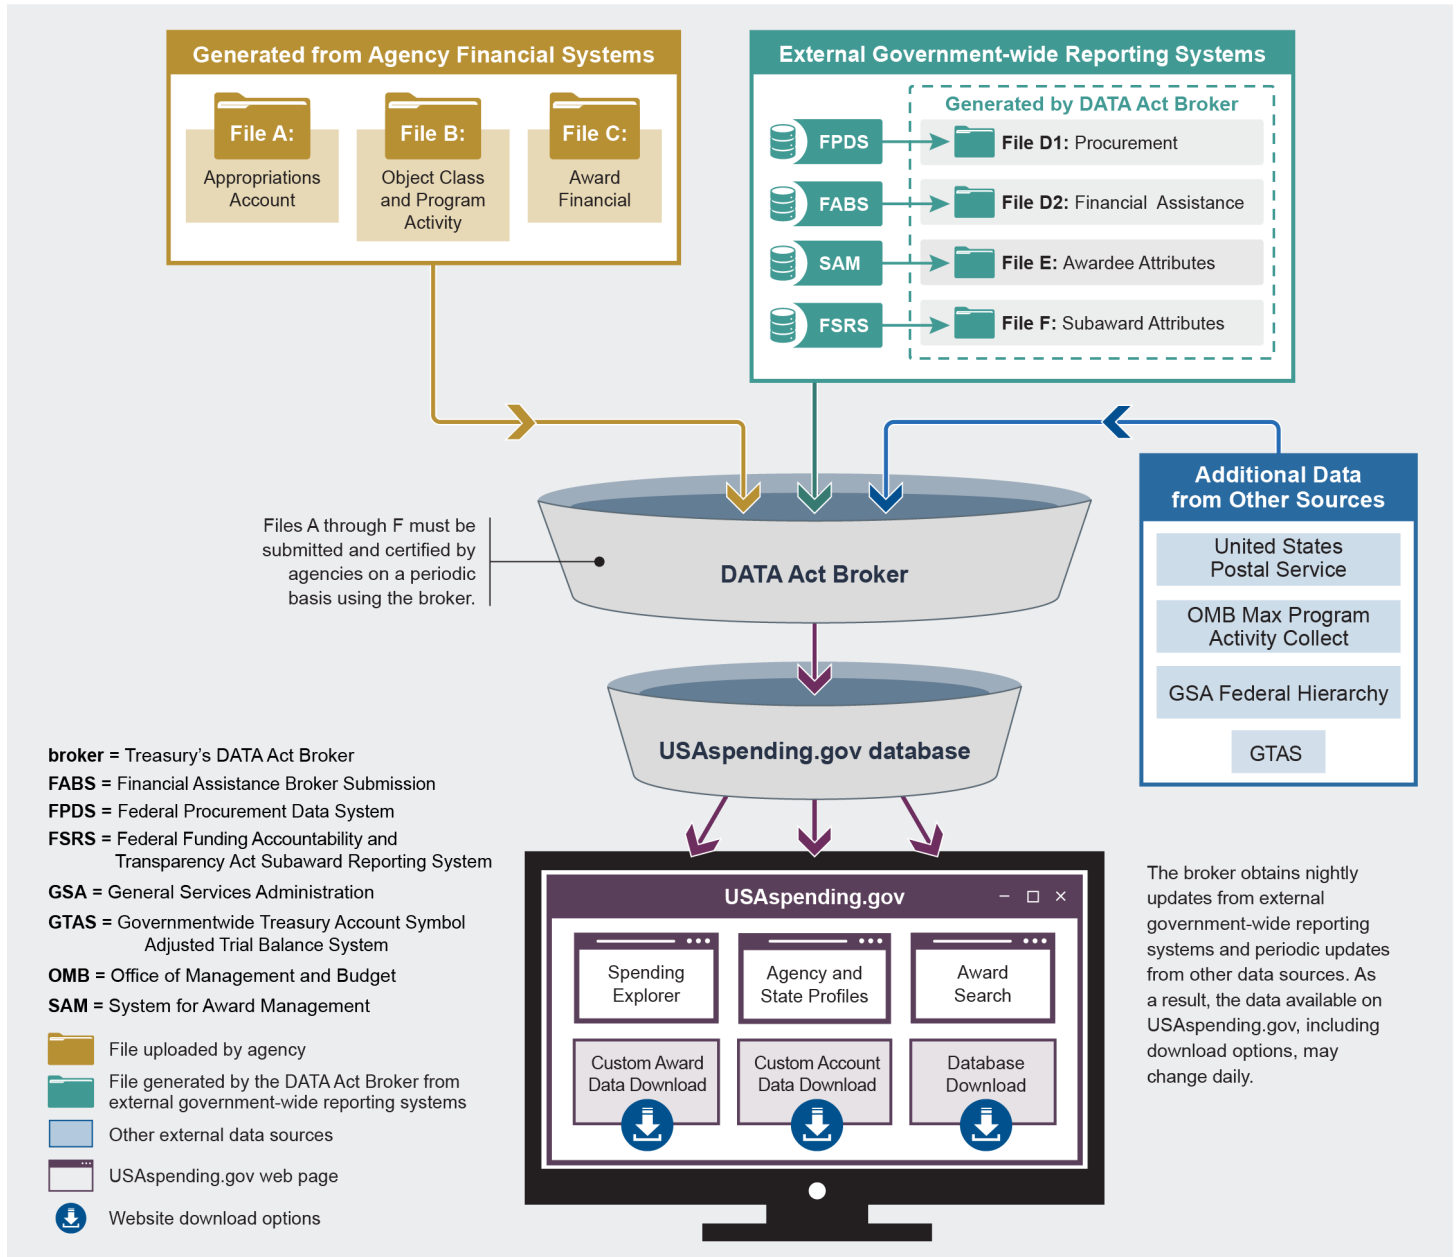 Generated from Agency Financial Systems
File A:
Appropriations
Account
File B:
Object Class
and Program
Activity
File C:
Award
Financial
External Government-wide Reporting Systems
Generated by DATA Act Broker
FPDS
File D1: Procurement
FABS
File D2: Financial Assistance
SAM
File E: Awardee Attributes
FSRS
File F: Subaward Attributes
Additional Data
from Other Sources
United States
Postal Service
OMB Max Program
Activity Collect
GSA Federal Hierarchy
GTAS
Files A through F must be
submitted and certified by
agencies on a periodic
basis using the broker.
DATA Act Broker
USAspending.gov database
broker = Treasury’s DATA Act Broker
FABS = Financial Assistance Broker Submission
FPDS = Federal Procurement Data System
FSRS = Federal Funding Accountability and
Transparency Act Subaward Reporting System
GSA = General Services Administration
GTAS = Governmentwide Treasury Account Symbol
Adjusted Trial Balance System
OMB = Office of Management and Budget
SAM = System for Award Management
File uploaded by agency
File generated by the DATA Act Broker from
external government-wide reporting systems
Other external data sources
USAspending.gov web page
Website download options
USAspending.gov
Spending
Explorer
Agency and
State Profiles
Award
Search
Custom Award
Data Download
Custom Account
Data Download
Database
Download
The broker obtains nightly
updates from external
government-wide reporting
systems and periodic updates
from other data sources. As
a result, the data available on
USAspending.gov, including
download options, may
change daily.